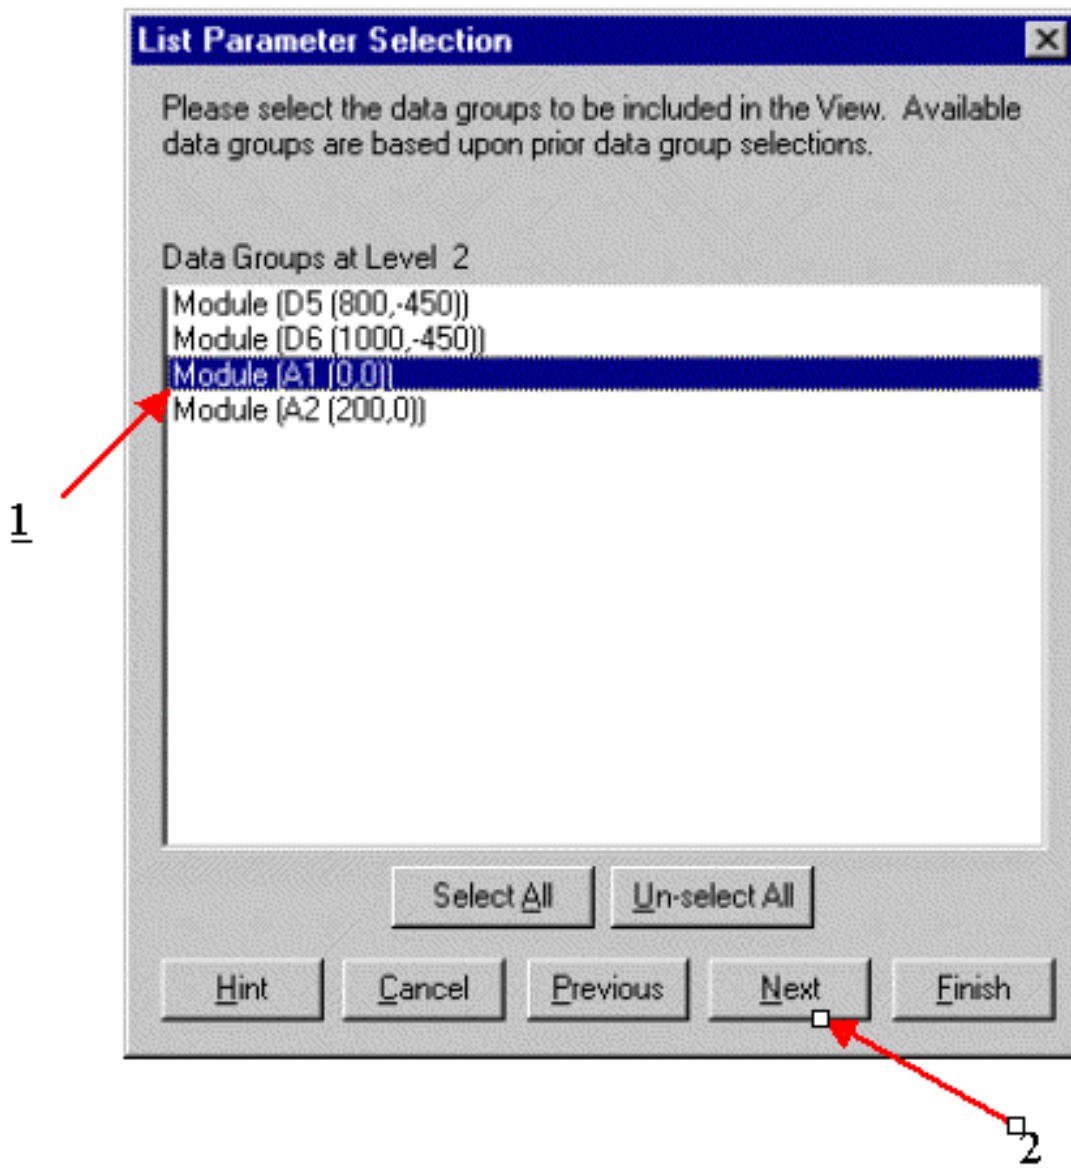 List Parameter Selection
Please select the data groups to be included in the View.  Available
data groups are based upon prior data group selections.
Data Groups at Level  2
Module (D5 (800,-450))
Module (D6 (1000,-450))
Module (A1 (0,0))
Module (A2 (200,0))
1
Select All
Un-select All
Hint
Cancel
Previous
Next
Finish
2